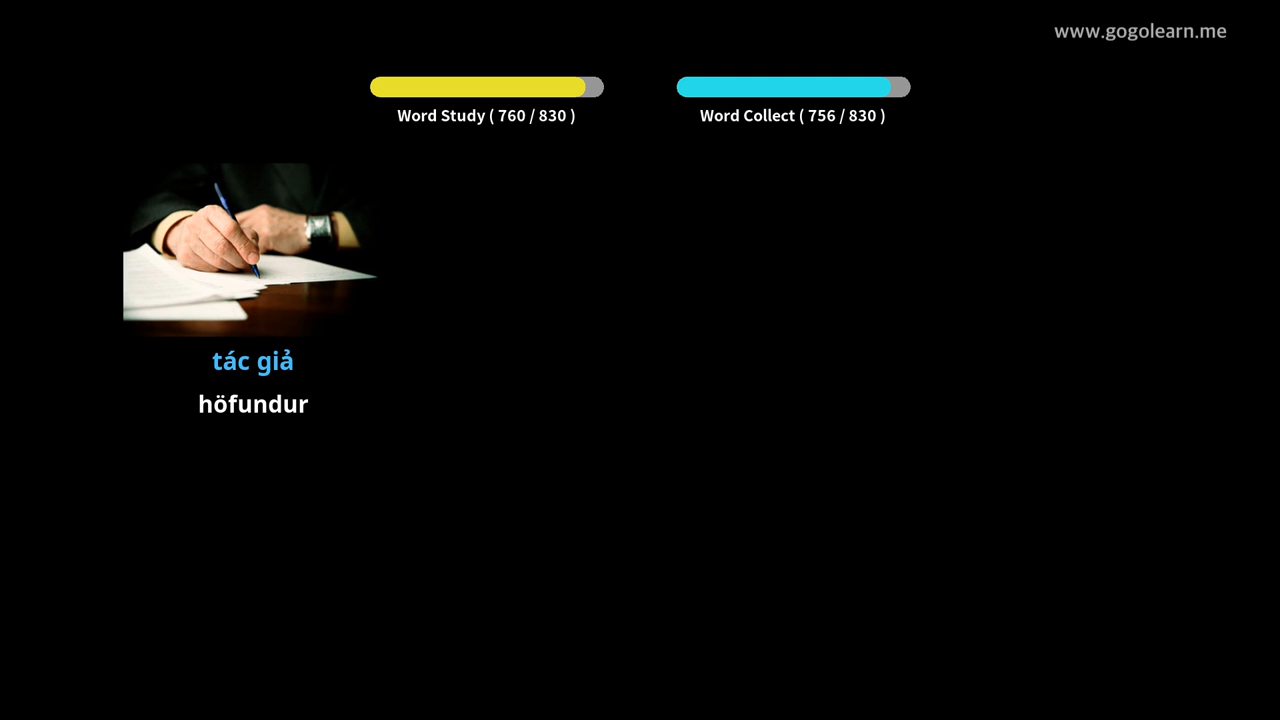 www.gogolearn.me
Word Study ( 760 / 830 )
Word Collect ( 756 / 830 )
tác giả
höfundur